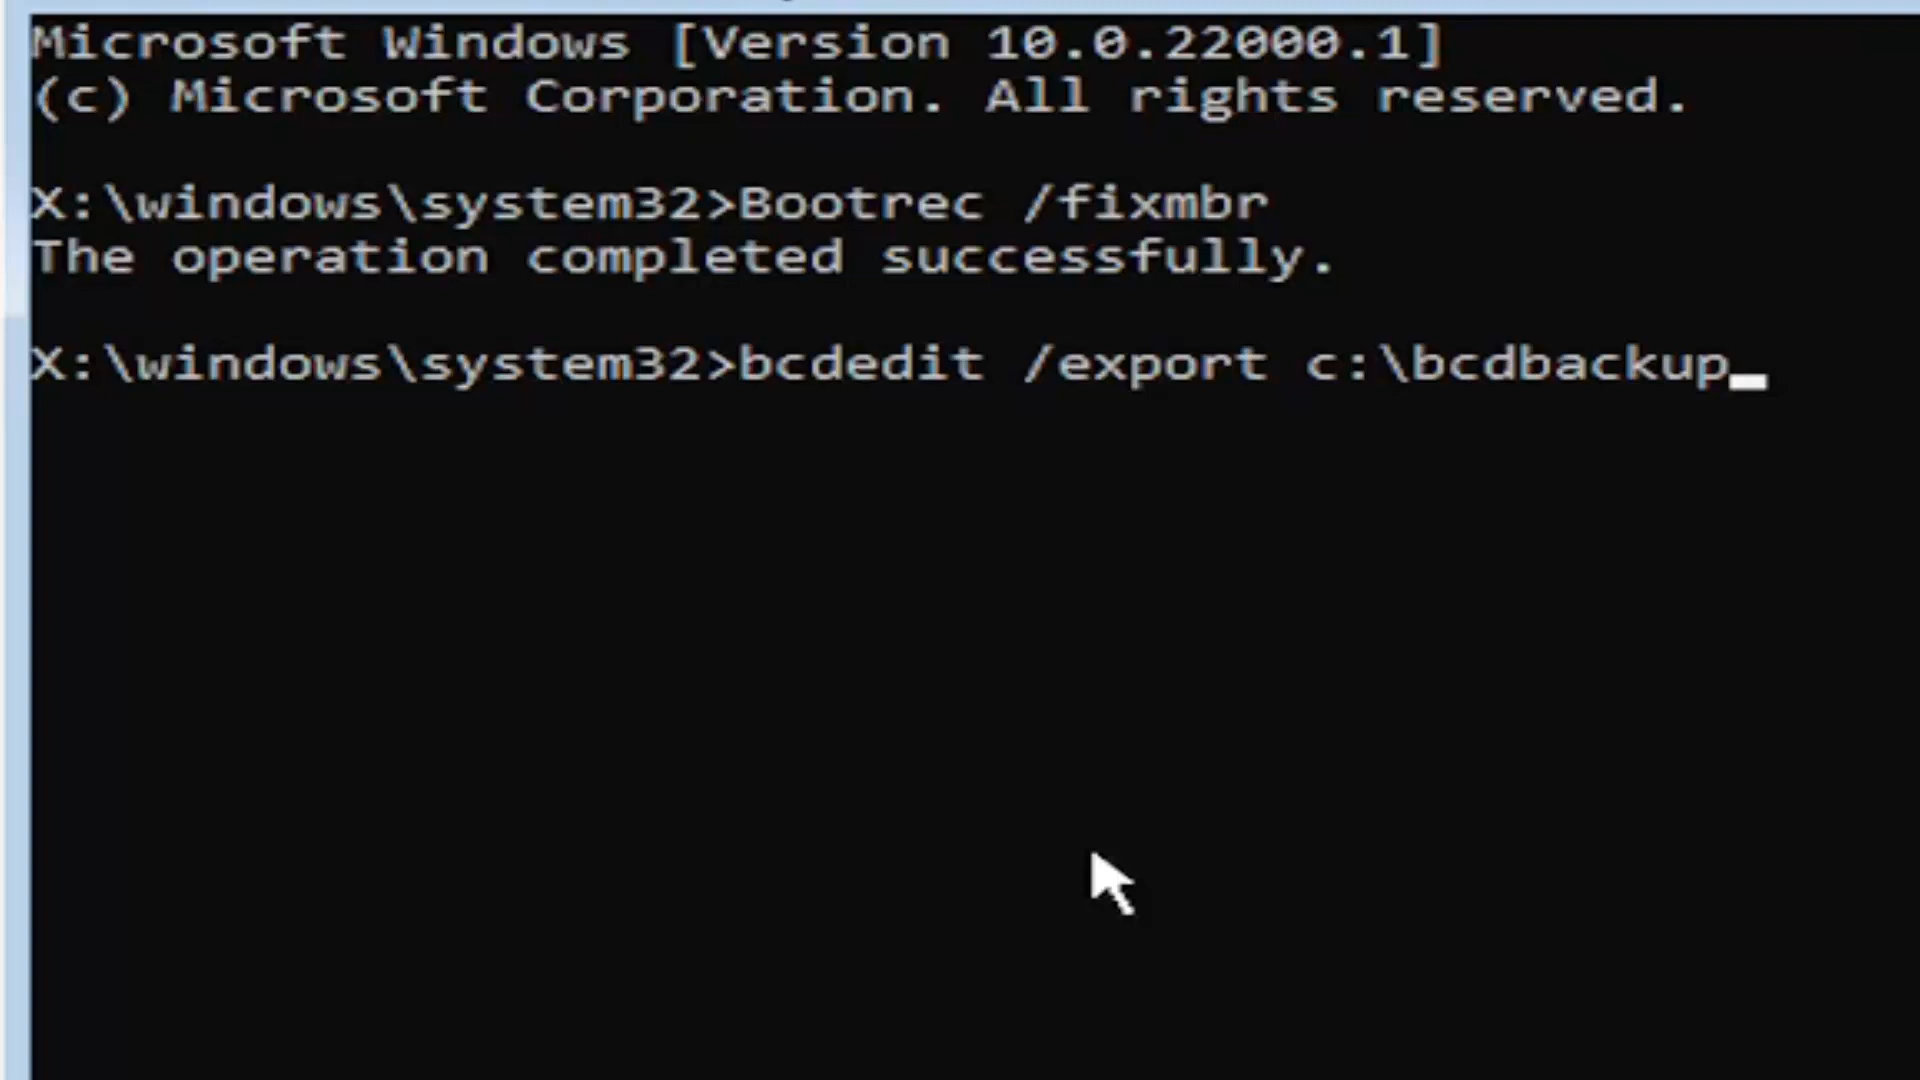 Microsoft Windows [Version 10.0.22000.1]
(c) Microsoft Corporation. All rights reserved.
X:\windows\system32>Bootrec /fixmbr
The operation completed successfully.
X:\windows\system32>bcdedit /export c:\bcdbackup